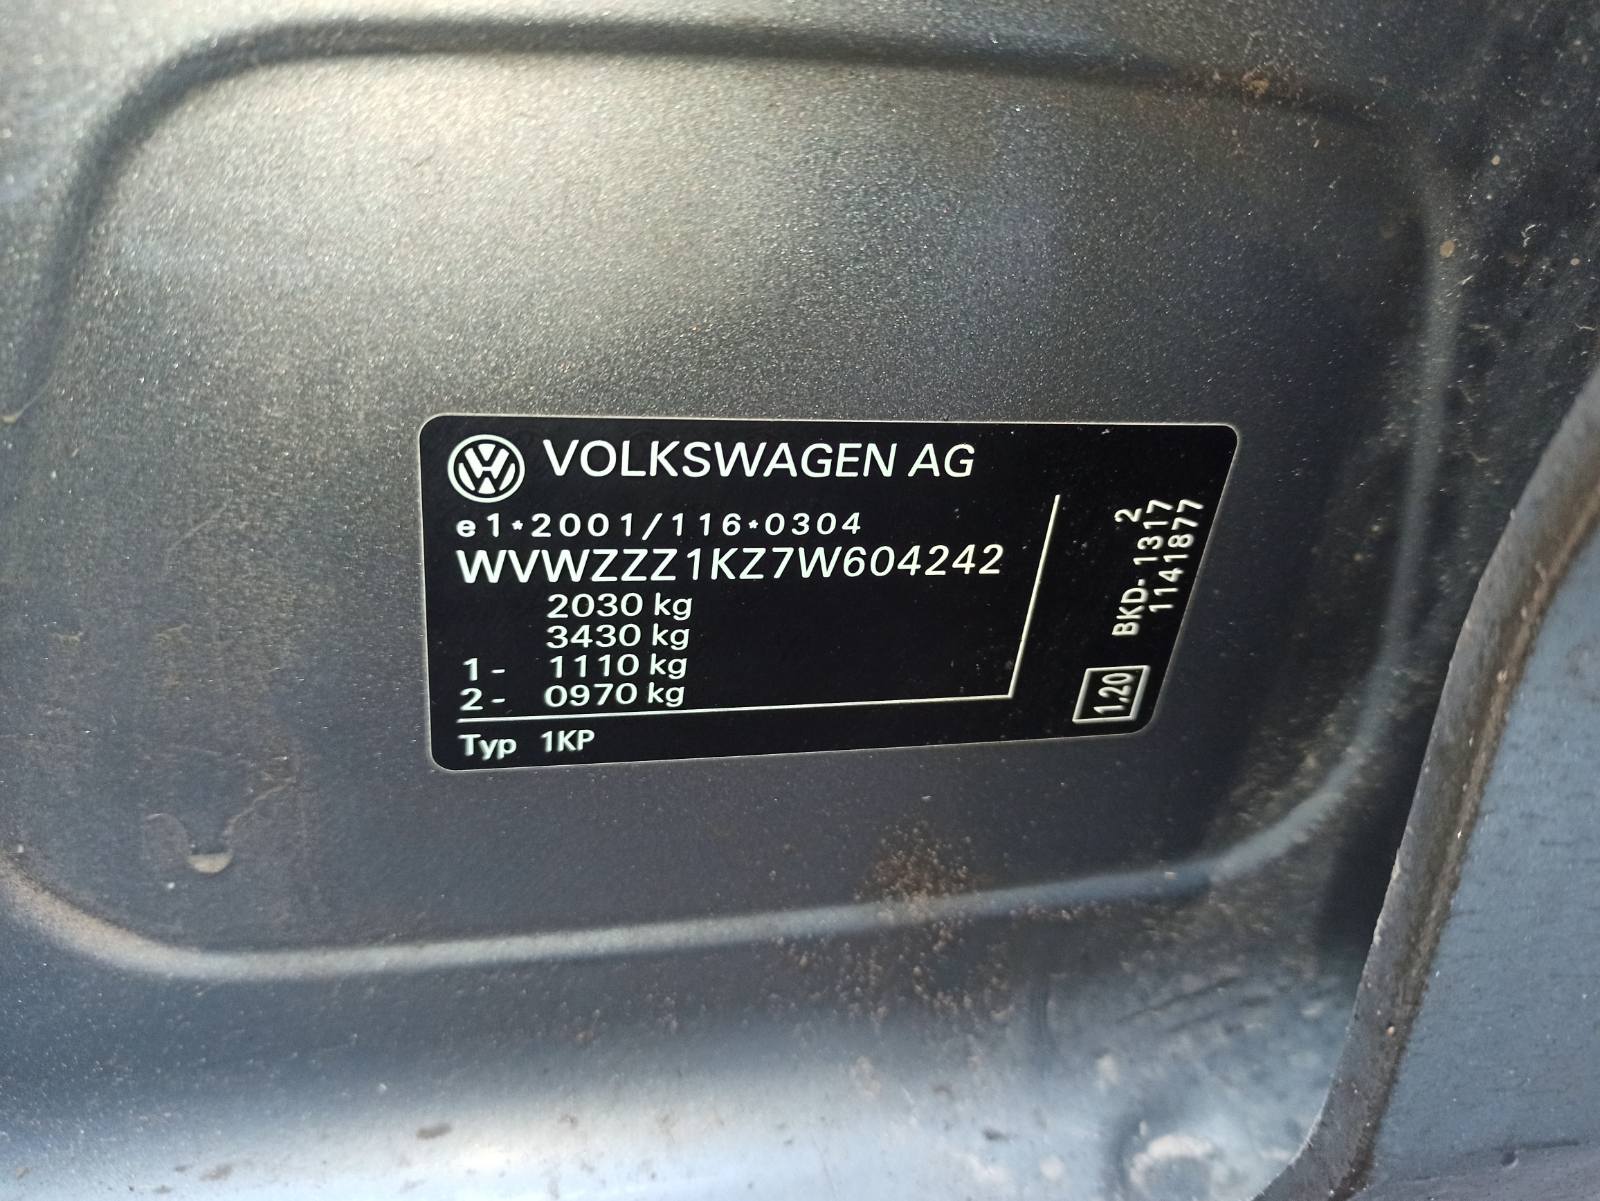 VOLKSWAGEN AG
e1*2001/116*0304
WVWZZZ1KZ7W604242
2030 kg
3430 kg
1- 1110 kg
2- 0970 kg
Typ 1KP
2
BKD-1317
1141877
1,20